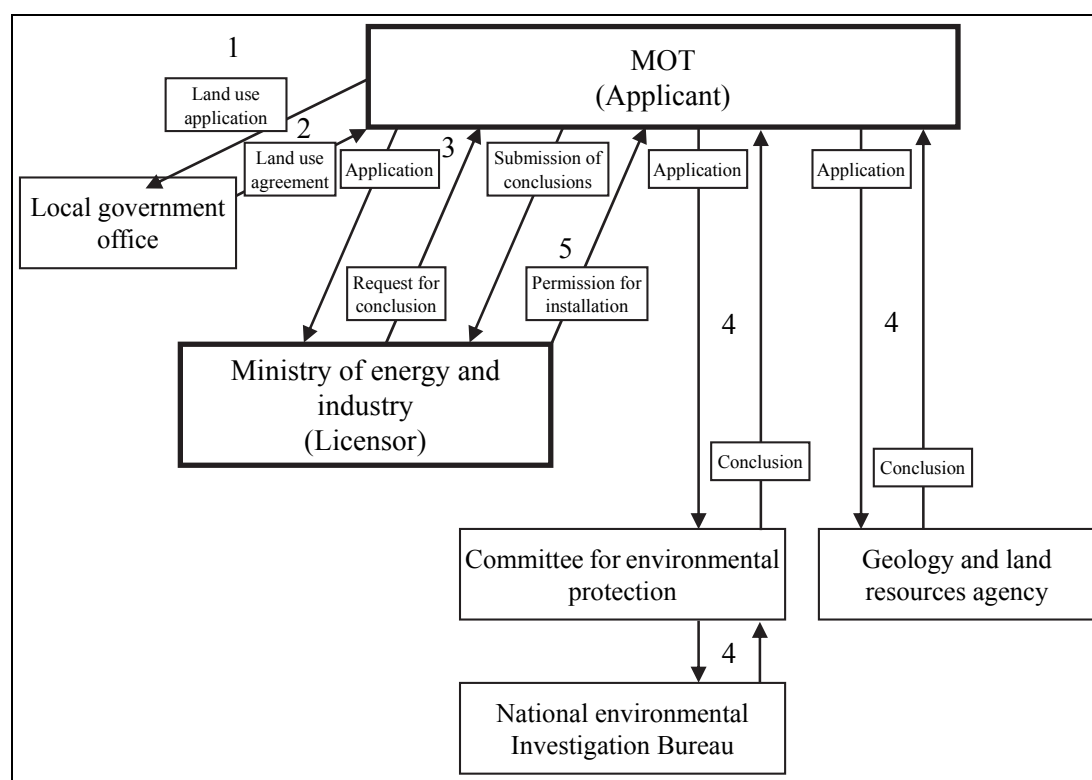 1
MOT
(Applicant)
Land use
application
2
Land use
agreement
Application
3
Submission of
conclusions
Application
Application
Local government
office
5
Request for
conclusion
Permission for
installation
4
4
Ministry of energy and
industry
(Licensor)
Conclusion
Conclusion
Committee for environmental
protection
Geology and land
resources agency
4
National environmental
Investigation Bureau